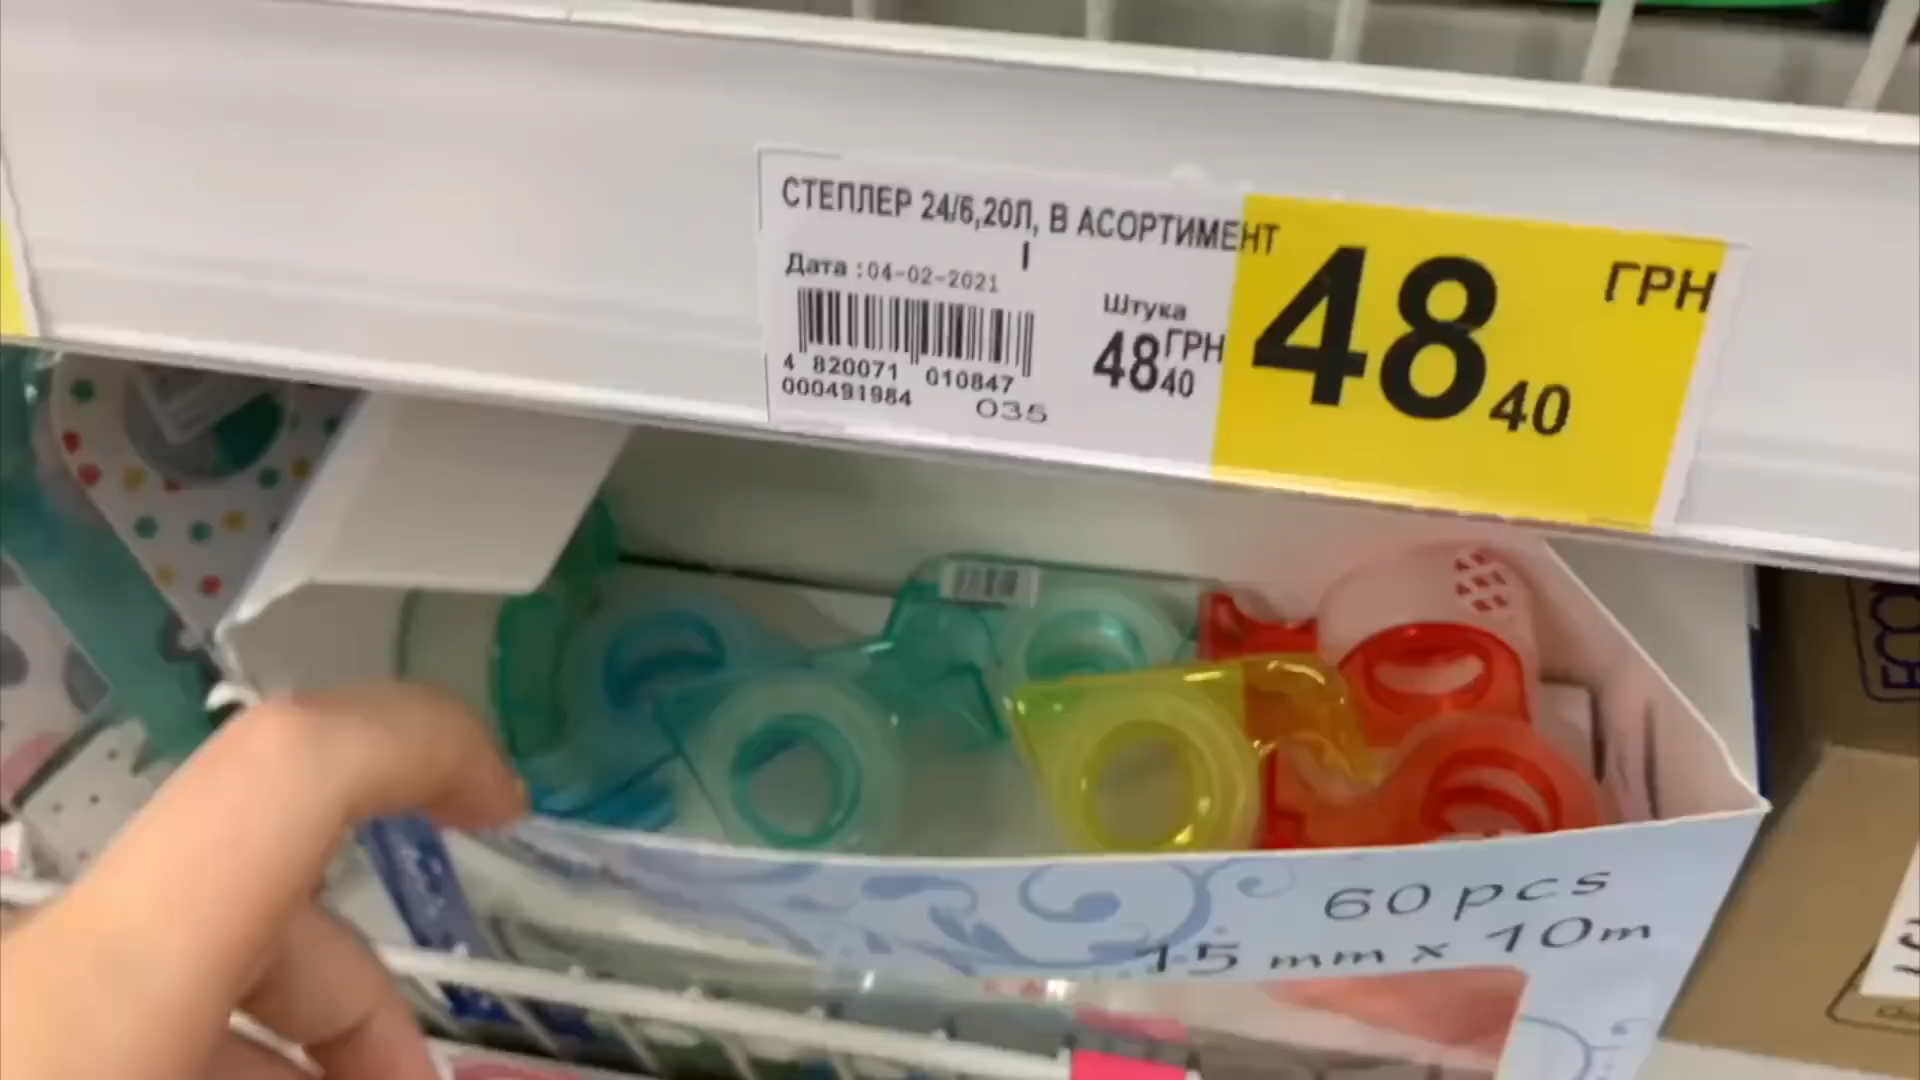 СТЕПЛЕР 24/6,20Л, В АСОРТИМЕНТ
І
Дата :04-02-2021
Штука
48 ГРН 40
48 40 ГРН
4 820071 010847
000491984 035
60 pcs
15 mm x 10m